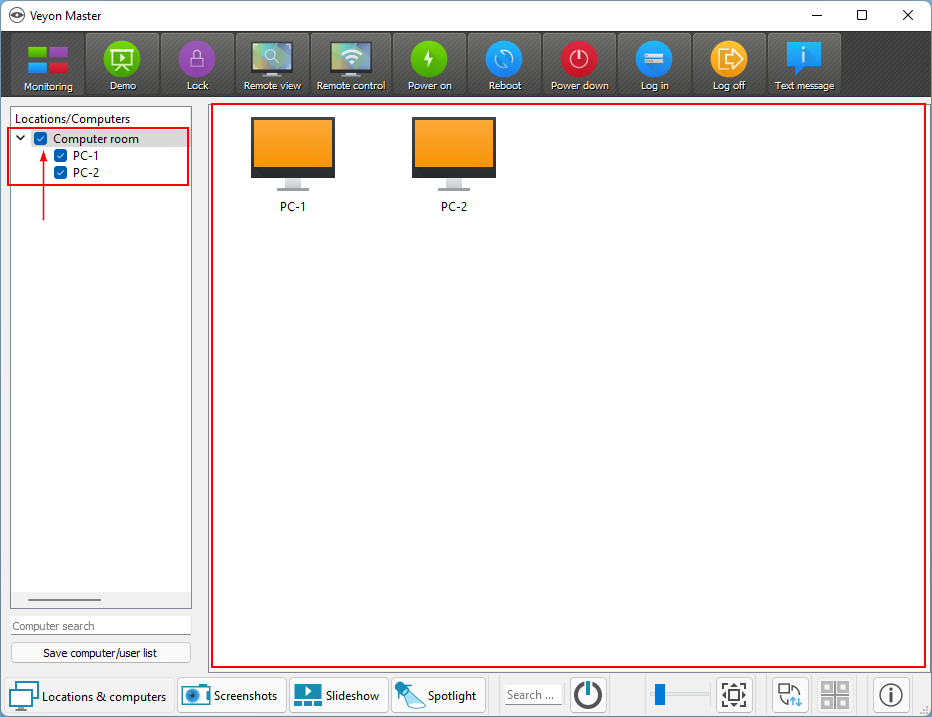 Veyon Master
Monitoring
Demo
Lock
Remote view
Remote control
Power on
Reboot
Power down
Log in
Log off
Text message
Locations/Computers
Computer room
PC-1
PC-2
PC-1
PC-2
Computer search
Save computer/user list
Locations & computers
Screenshots
Slideshow
Spotlight
Search ...